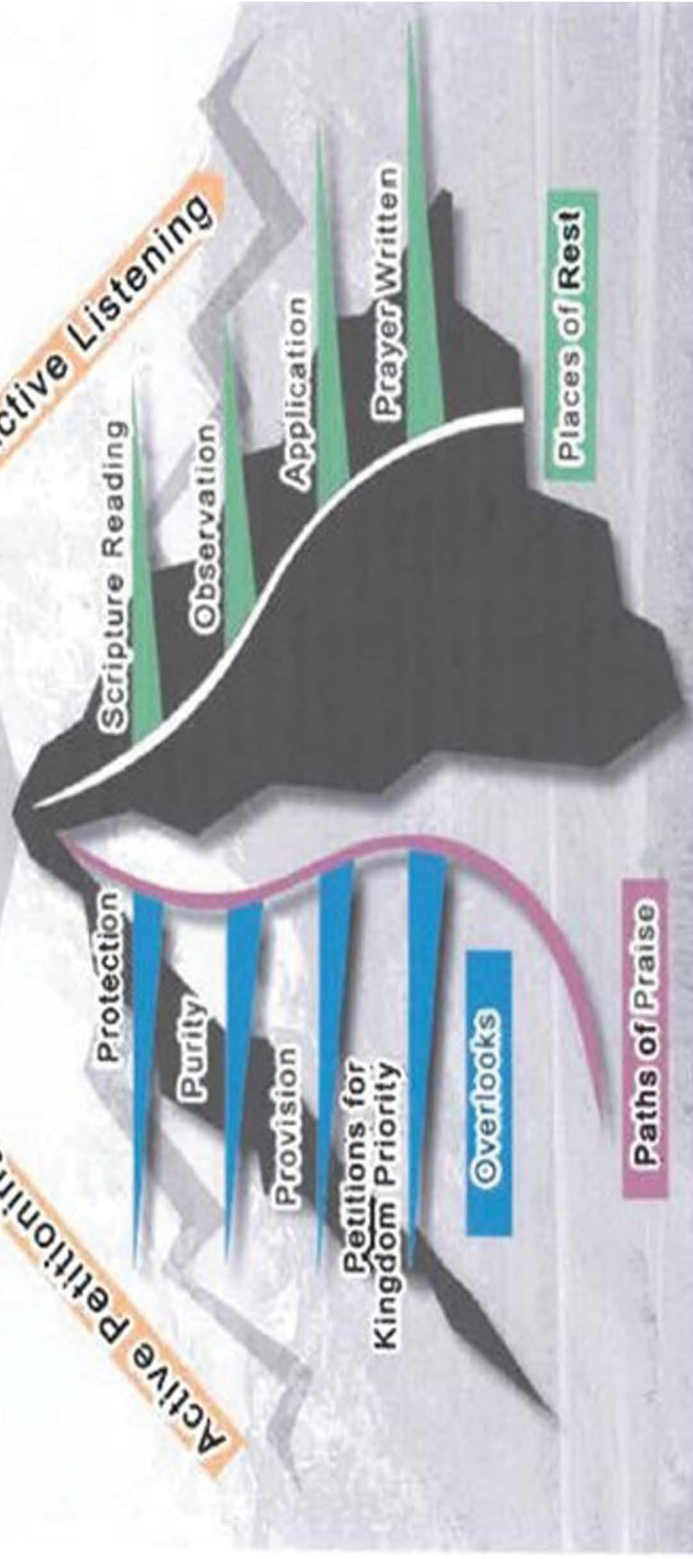 Active Petitioning
ctive Listening
Protection
Purity
Provision
Petitions for
Kingdom Priority
Overlooks
Paths of Praise
Scripture Reading
Observation
Application
Prayer Written
Places of Rest